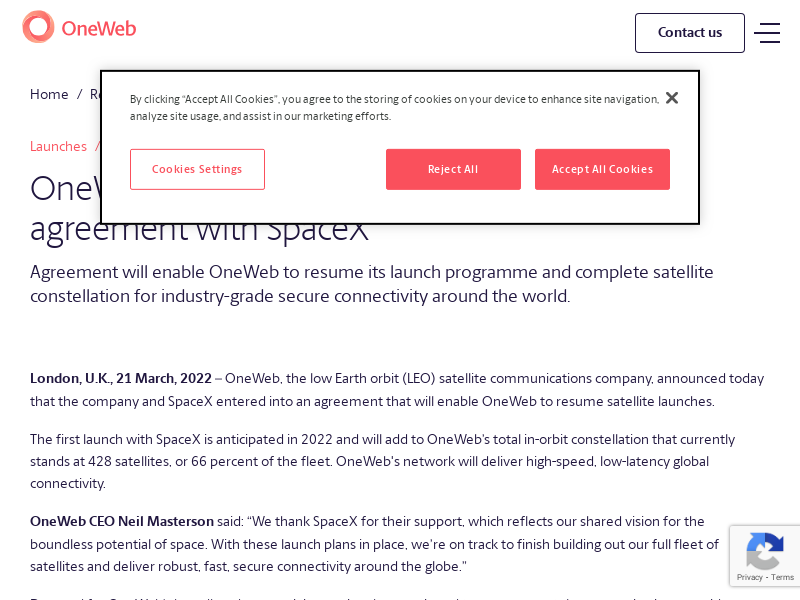 OneWeb
Contact us
Home / R
By clicking “Accept All Cookies”, you agree to the storing of cookies on your device to enhance site navigation,
analyze site usage, and assist in our marketing efforts.
Cookies Settings
Reject All
Accept All Cookies
Launches /
OneW
agreement with SpaceX
Agreement will enable OneWeb to resume its launch programme and complete satellite
constellation for industry-grade secure connectivity around the world.
London, U.K., 21 March, 2022 – OneWeb, the low Earth orbit (LEO) satellite communications company, announced today
that the company and SpaceX entered into an agreement that will enable OneWeb to resume satellite launches.
The first launch with SpaceX is anticipated in 2022 and will add to OneWeb's total in-orbit constellation that currently
stands at 428 satellites, or 66 percent of the fleet. OneWeb's network will deliver high-speed, low-latency global
connectivity.
OneWeb CEO Neil Masterson said: “We thank SpaceX for their support, which reflects our shared vision for the
boundless potential of space. With these launch plans in place, we're on track to finish building out our full fleet of
satellites and deliver robust, fast, secure connectivity around the globe.”
Privacy - Terms